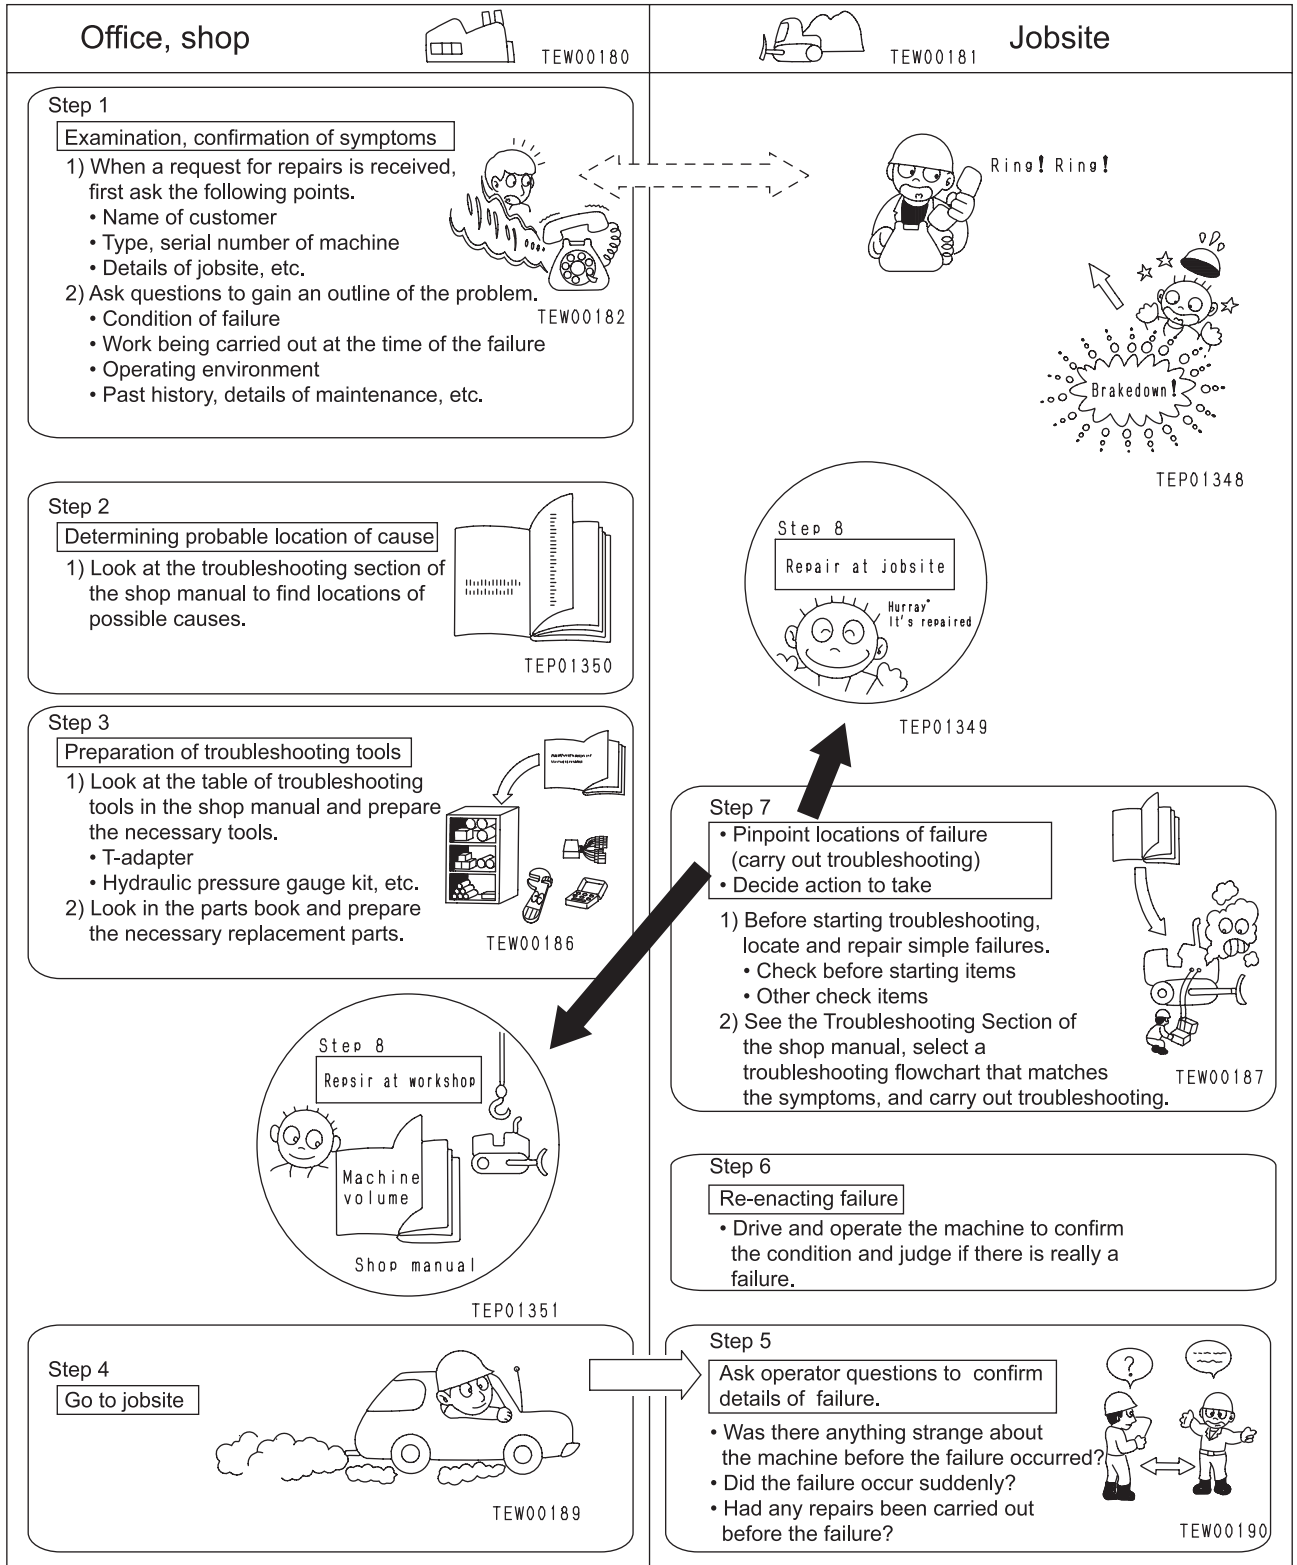 Office, shop
TEW00180
TEW00181
Jobsite
Step 1
Examination, confirmation of symptoms
1) When a request for repairs is received,
first ask the following points.
• Name of customer
• Type, serial number of machine
• Details of jobsite, etc.
2) Ask questions to gain an outline of the problem.
• Condition of failure
• Work being carried out at the time of the failure
• Operating environment
• Past history, details of maintenance, etc.
TEW00182
Ring! Ring!
Brakedown!
TEP01348
Step 2
Determining probable location of cause
1) Look at the troubleshooting section of
the shop manual to find locations of
possible causes.
TEP01350
Step 8
Repair at jobsite
Hurray"
It's repaired
TEP01349
Step 3
Preparation of troubleshooting tools
1) Look at the table of troubleshooting
tools in the shop manual and prepare
the necessary tools.
• T-adapter
• Hydraulic pressure gauge kit, etc.
2) Look in the parts book and prepare
the necessary replacement parts.
TEW00186
Step 7
• Pinpoint locations of failure
(carry out troubleshooting)
• Decide action to take
1) Before starting troubleshooting,
locate and repair simple failures.
• Check before starting items
• Other check items
2) See the Troubleshooting Section of
the shop manual, select a
troubleshooting flowchart that matches
the symptoms, and carry out troubleshooting.
TEW00187
Step 8
Repsir at workshop
Machine
volume
Shop manual
TEP01351
Step 6
Re-enacting failure
• Drive and operate the machine to confirm
the condition and judge if there is really a
failure.
Step 4
Go to jobsite
TEW00189
Step 5
Ask operator questions to confirm
details of failure.
?
• Was there anything strange about
the machine before the failure occurred?
• Did the failure occur suddenly?
• Had any repairs been carried out
before the failure?
TEW00190